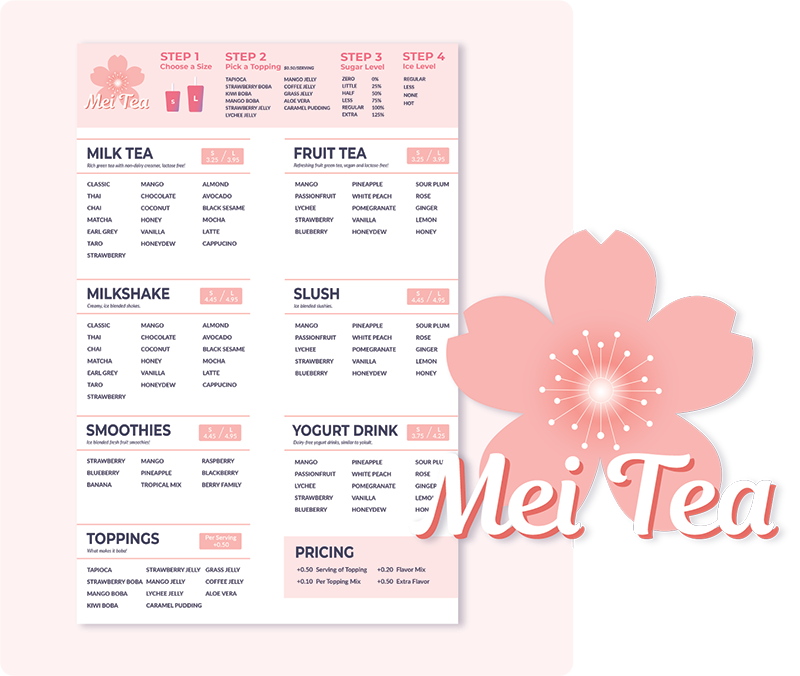 Mei Tea
STEP 1
Choose a Size
S
L
STEP 2
Pick a Topping $0.50/SERVING
TAPIOCA
STRAWBERRY BOBA
KIWI BOBA
MANGO BOBA
STRAWBERRY JELLY
LYCHEE JELLY
MANGO JELLY
COFFEE JELLY
GRASS JELLY
ALOE VERA
CARAMEL PUDDING
STEP 3
Sugar Level
ZERO 0%
LITTLE 25%
HALF 50%
LESS 75%
REGULAR 100%
EXTRA 125%
STEP 4
Ice Level
REGULAR
LESS
NONE
HOT
MILK TEA
S / L
3.25 / 3.95
Rich green tea with non-dairy creamer, lactose free!
CLASSIC MANGO ALMOND
THAI CHOCOLATE AVOCADO
CHAI COCONUT BLACK SESAME
MATCHA HONEY MOCHA
EARL GREY VANILLA LATTE
TARO HONEYDEW CAPPUCINO
STRAWBERRY
FRUIT TEA
S / L
3.25 / 3.95
Refreshing fruit green tea, vegan and lactose free!
MANGO PINEAPPLE SOUR PLUM
PASSIONFRUIT WHITE PEACH ROSE
LYCHEE POMEGRANATE GINGER
STRAWBERRY VANILLA LEMON
BLUEBERRY HONEYDEW HONEY
MILKSHAKE
S / L
4.45 / 4.95
Creamy, ice blended shakes.
CLASSIC MANGO ALMOND
THAI CHOCOLATE AVOCADO
CHAI COCONUT BLACK SESAME
MATCHA HONEY MOCHA
EARL GREY VANILLA LATTE
TARO HONEYDEW CAPPUCINO
STRAWBERRY
SLUSH
S / L
4.45 / 4.95
Ice blended slushies.
MANGO PINEAPPLE SOUR PLUM
PASSIONFRUIT WHITE PEACH ROSE
LYCHEE POMEGRANATE GINGER
STRAWBERRY VANILLA LEMON
BLUEBERRY HONEYDEW HONEY
SMOOTHIES
S / L
4.45 / 4.95
Ice blended fresh fruit smoothies!
STRAWBERRY MANGO RASPBERRY
BLUEBERRY PINEAPPLE BLACKBERRY
BANANA TROPICAL MIX BERRY FAMILY
YOGURT DRINK
S / L
3.75 / 4.25
Dairy free yogurt drinks, similar to yakult.
MANGO PINEAPPLE SOUR PLU
PASSIONFRUIT WHITE PEACH ROSE
LYCHEE POMEGRANATE G
STRAWBERRY VANILLA LEMO
BLUEBERRY HONEYDEW HON
TOPPINGS
Per Serving
+0.50
What makes it boba!
TAPIOCA STRAWBERRY JELLY GRASS JELLY
STRAWBERRY BOBA MANGO JELLY COFFEE JELLY
MANGO BOBA LYCHEE JELLY ALOE VERA
KIWI BOBA CARAMEL PUDDING
PRICING
+0.50 Serving of Topping +0.20 Flavor Mix
+0.10 Per Topping Mix +0.50 Extra Flavor
Mei Tea